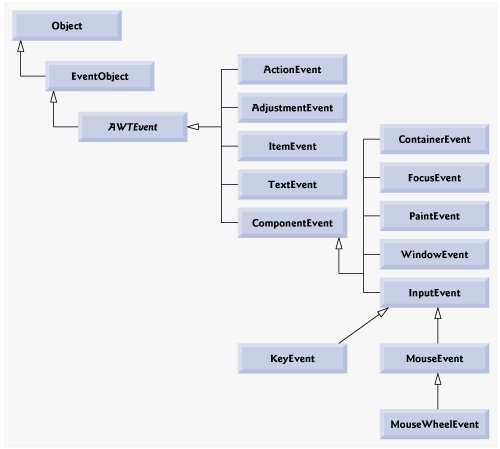 Object
EventObject
AWTEvent
ActionEvent
AdjustmentEvent
ItemEvent
TextEvent
ComponentEvent
ContainerEvent
FocusEvent
PaintEvent
WindowEvent
InputEvent
KeyEvent
MouseEvent
MouseWheelEvent